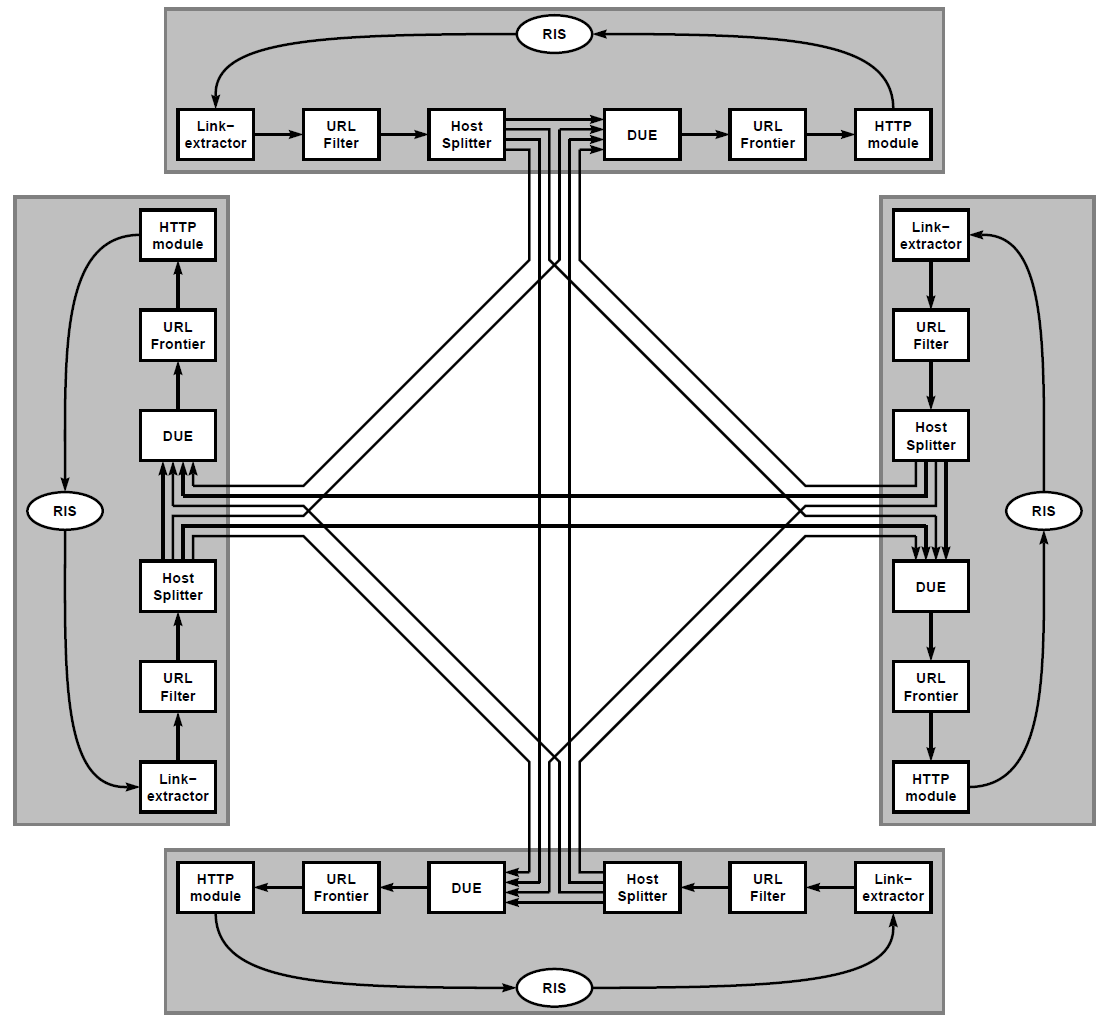 RIS
Link−
extractor
URL
Filter
Host
Splitter
DUE
URL
Frontier
HTTP
module
HTTP
module
URL
Frontier
DUE
RIS
Host
Splitter
URL
Filter
Link−
extractor
Link−
extractor
URL
Filter
Host
Splitter
RIS
DUE
URL
Frontier
HTTP
module
HTTP
module
URL
Frontier
DUE
Host
Splitter
URL
Filter
Link−
extractor
RIS